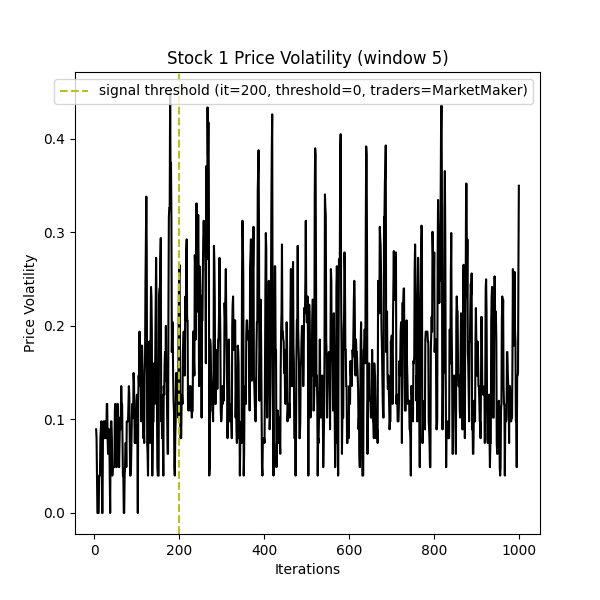 Stock 1 Price Volatility (window 5)
signal threshold (it=200, threshold=0, traders=MarketMaker)
Price Volatility
0.4
0.3
0.2
0.1
0.0
0 200 400 600 800 1000
Iterations